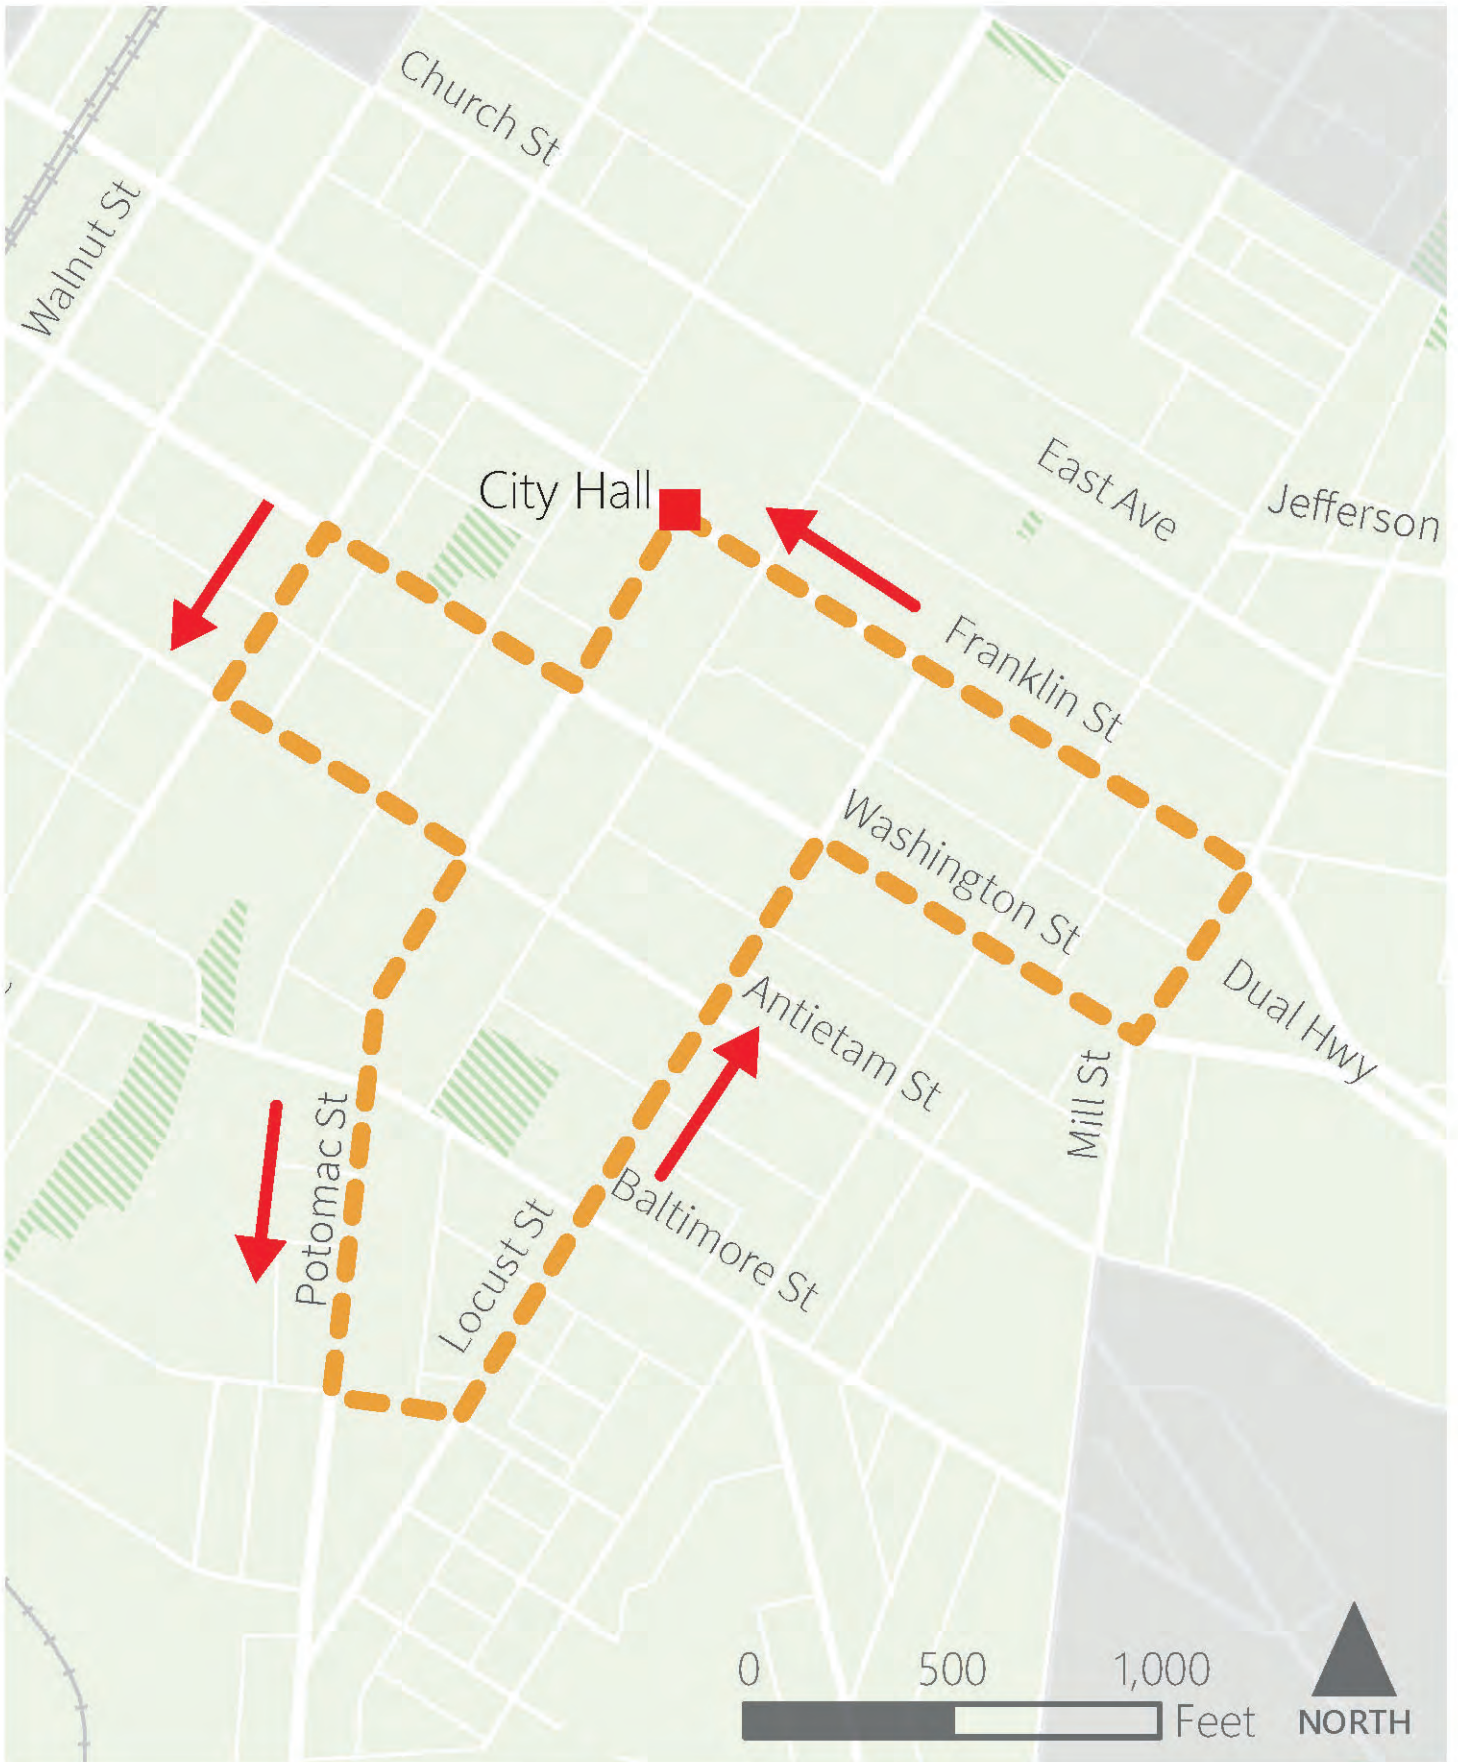 Church St
Walnut St
City Hall
East Ave
Jefferson
Franklin St
Washington St
Dual Hwy
Antietam St
Mill St
Potomac St
Baltimore St
Locust St
0 500 1,000
Feet
NORTH